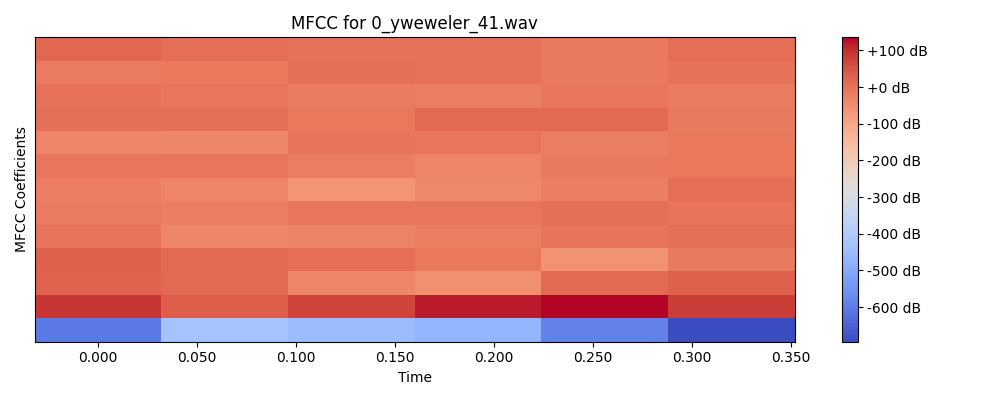 MFCC for 0_yweweler_41.wav
MFCC Coefficients
0.000 0.050 0.100 0.150 0.200 0.250 0.300 0.350
Time
+100 dB
+0 dB
-100 dB
-200 dB
-300 dB
-400 dB
-500 dB
-600 dB